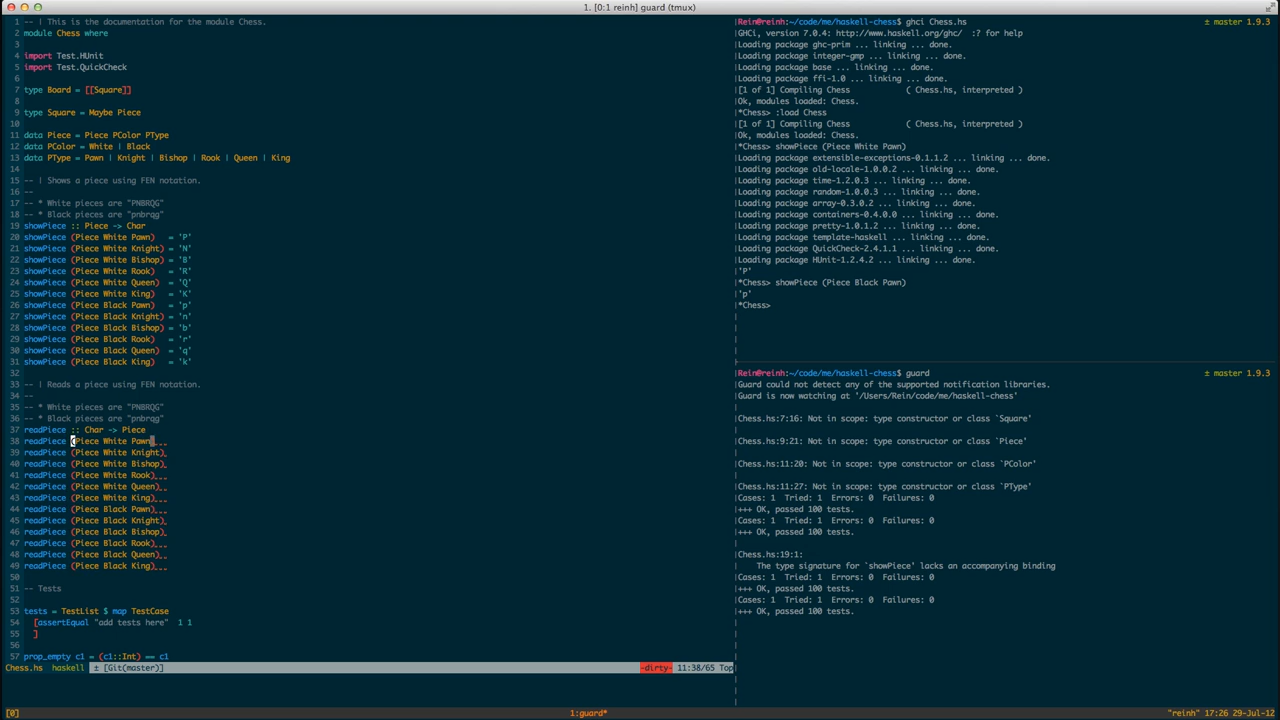 1. [0:1 reinh] guard (tmux)
1 -- | This is the documentation for the module Chess.
2 module Chess where
3
4 import Test.HUnit
5 import Test.QuickCheck
6
7 type Board = [[Square]]
8
9 type Square = Maybe Piece
10
11 data Piece = Piece PColor PType
12 data PColor = White | Black
13 data PType = Pawn | Knight | Bishop | Rook | Queen | King
14
15 -- | Shows a piece using FEN notation.
16 --
17 -- * White pieces are "PNBRQG"
18 -- * Black pieces are "pnbrqg"
19 showPiece :: Piece -> Char
20 showPiece (Piece White Pawn)   = 'P'
21 showPiece (Piece White Knight) = 'N'
22 showPiece (Piece White Bishop) = 'B'
23 showPiece (Piece White Rook)   = 'R'
24 showPiece (Piece White Queen)  = 'Q'
25 showPiece (Piece White King)   = 'K'
26 showPiece (Piece Black Pawn)   = 'p'
27 showPiece (Piece Black Knight) = 'n'
28 showPiece (Piece Black Bishop) = 'b'
29 showPiece (Piece Black Rook)   = 'r'
30 showPiece (Piece Black Queen)  = 'q'
31 showPiece (Piece Black King)   = 'k'
32
33 -- | Reads a piece using FEN notation.
34 --
35 -- * White pieces are "PNBRQG"
36 -- * Black pieces are "pnbrqg"
37 readPiece :: Char -> Piece
38 readPiece (Piece White Pawn)
39 readPiece (Piece White Knight)
40 readPiece (Piece White Bishop)
41 readPiece (Piece White Rook)
42 readPiece (Piece White Queen)
43 readPiece (Piece White King)
44 readPiece (Piece Black Pawn)
45 readPiece (Piece Black Knight)
46 readPiece (Piece Black Bishop)
47 readPiece (Piece Black Rook)
48 readPiece (Piece Black Queen)
49 readPiece (Piece Black King)
50
51 -- Tests
52
53 tests = TestList $ map TestCase
54   [assertEqual "add tests here"  1 1
55   ]
56
57 prop_empty c1 = (c1::Int) == c1
Chess.hs  haskell  ± [Git(master)]  -dirty-  11:38/65 Top
Rein@reinh:~/code/me/haskell-chess$ ghci Chess.hs  ± master 1.9.3
GHCi, version 7.0.4: http://www.haskell.org/ghc/  :? for help
Loading package ghc-prim ... linking ... done.
Loading package integer-gmp ... linking ... done.
Loading package base ... linking ... done.
Loading package ffi-1.0 ... linking ... done.
[1 of 1] Compiling Chess            ( Chess.hs, interpreted )
Ok, modules loaded: Chess.
*Chess> :load Chess
[1 of 1] Compiling Chess            ( Chess.hs, interpreted )
Ok, modules loaded: Chess.
*Chess> showPiece (Piece White Pawn)
Loading package extensible-exceptions-0.1.1.2 ... linking ... done.
Loading package old-locale-1.0.0.2 ... linking ... done.
Loading package time-1.2.0.3 ... linking ... done.
Loading package random-1.0.0.3 ... linking ... done.
Loading package array-0.3.0.2 ... linking ... done.
Loading package containers-0.4.0.0 ... linking ... done.
Loading package pretty-1.0.1.2 ... linking ... done.
Loading package template-haskell ... linking ... done.
Loading package QuickCheck-2.4.1.1 ... linking ... done.
Loading package HUnit-1.2.4.2 ... linking ... done.
'P'
*Chess> showPiece (Piece Black Pawn)
'p'
*Chess>
Rein@reinh:~/code/me/haskell-chess$ guard  ± master 1.9.3
Guard could not detect any of the supported notification libraries.
Guard is now watching at '/Users/Rein/code/me/haskell-chess'
Chess.hs:7:16: Not in scope: type constructor or class `Square'
Chess.hs:9:21: Not in scope: type constructor or class `Piece'
Chess.hs:11:20: Not in scope: type constructor or class `PColor'
Chess.hs:11:27: Not in scope: type constructor or class `PType'
Cases: 1  Tried: 1  Errors: 0  Failures: 0
+++ OK, passed 100 tests.
Cases: 1  Tried: 1  Errors: 0  Failures: 0
+++ OK, passed 100 tests.
Chess.hs:19:1:
    The type signature for `showPiece' lacks an accompanying binding
Cases: 1  Tried: 1  Errors: 0  Failures: 0
+++ OK, passed 100 tests.
Cases: 1  Tried: 1  Errors: 0  Failures: 0
+++ OK, passed 100 tests.
[0]  1:guard*  "reinh" 17:26 29-Jul-12